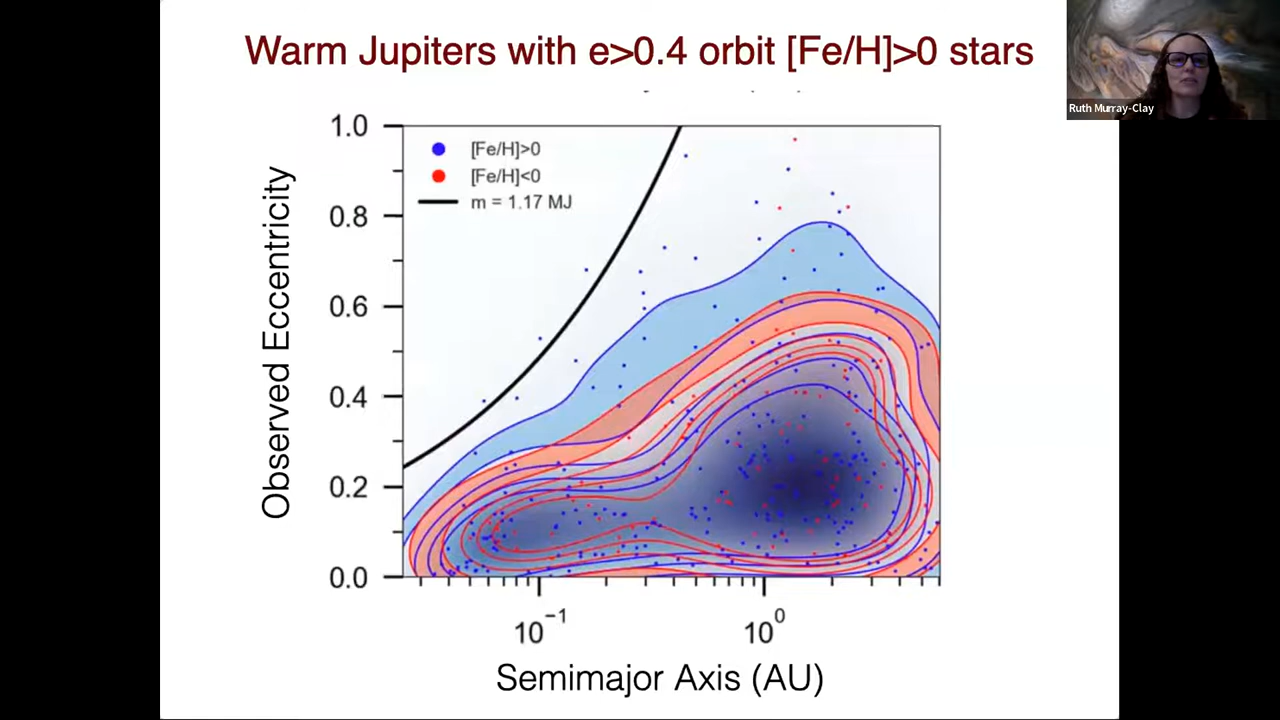 Warm Jupiters with e>0.4 orbit [Fe/H]>0 stars
Ruth Murray-Clay
[Fe/H]>0
[Fe/H]<0
m = 1.17 MJ
1.0
0.8
0.6
0.4
0.2
0.0
Observed Eccentricity
10⁻¹
10⁰
Semimajor Axis (AU)